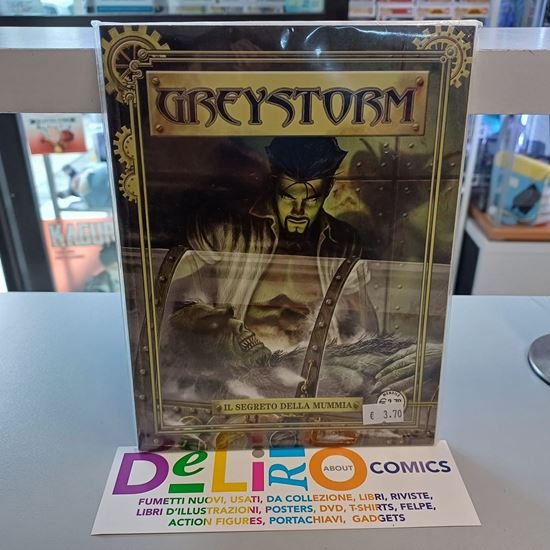 GREYSTORM
KAGUR
IL SEGRETO DELLA MUMMIA
€ 3.70
DeLiRiO
ABOUT
COMICS
FUMETTI NUOVI, USATI, DA COLLEZIONE, LIBRI, RIVISTE,
LIBRI D'ILLUSTRAZIONI, POSTERS, DVD, T-SHIRTS, FELPE,
ACTION FIGURES, PORTACHIAVI, GADGETS